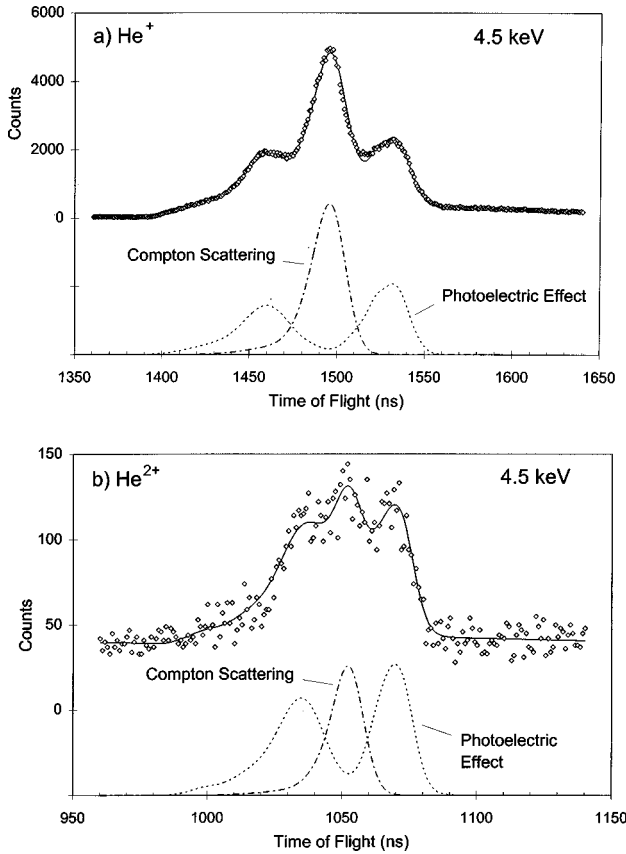 6000
a) He+
4.5 keV
4000
Counts
2000
0
Compton Scattering
Photoelectric Effect
1350
1400
1450
1500
1550
1600
1650
Time of Flight (ns)
150
b) He2+
4.5 keV
100
Counts
50
Compton Scattering
0
Photoelectric
Effect
950
1000
1050
1100
1150
Time of Flight (ns)